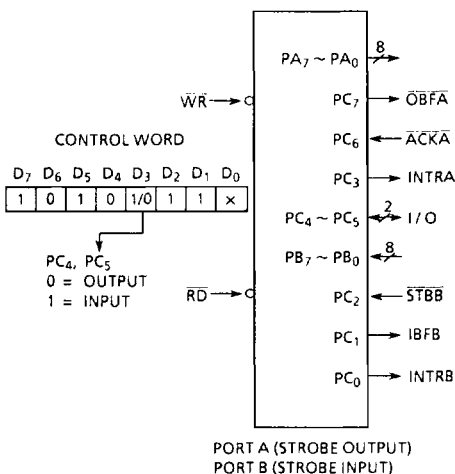 PA7 ~ PA0
8
WR
PC7
OBFA
PC6
ACKA
CONTROL WORD
PC3
INTRA
D7 D6 D5 D4 D3 D2 D1 D0
1 0 1 0 1/0 1 1 x
PC4 ~ PC5
2
I/O
PB7 ~ PB0
8
PC4, PC5
0 = OUTPUT
1 = INPUT
RD
PC2
STBB
PC1
IBFB
PC0
INTRB
PORT A (STROBE OUTPUT)
PORT B (STROBE INPUT)